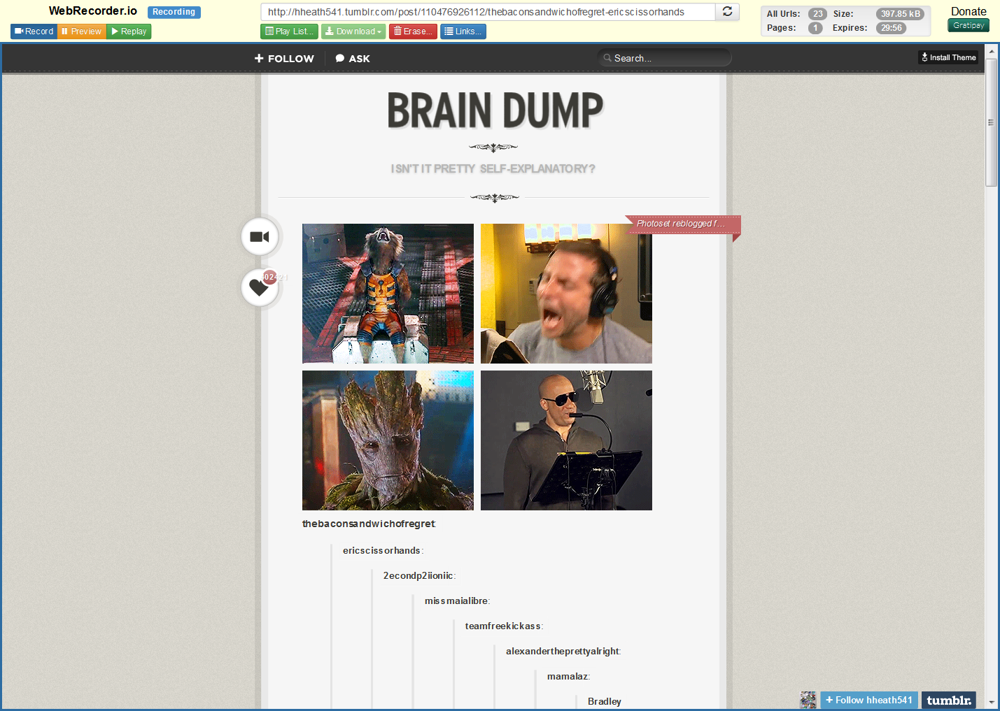 WebRecorder.io Recording
http://hheath541.tumblr.com/post/110476926112/thebaconsandwichofregret-ericscissorhands
All Urls: 23 Size: 397.85 kB
Donate
Record Preview Replay
Play List... Download Erase... Links...
Pages: 1 Expires: 29:56
Gratipay
FOLLOW ASK
Search...
Install Theme
BRAIN DUMP
ISN'T IT PRETTY SELF-EXPLANATORY?
Photoset reblogged f...
thebaconsandwichofregret:
ericscissorhands:
2econdp2iioniic:
missmaialibre:
teamfreekickass:
alexandertheprettyalright:
mamalaz:
Bradley
+ Follow hheath541
tumblr.